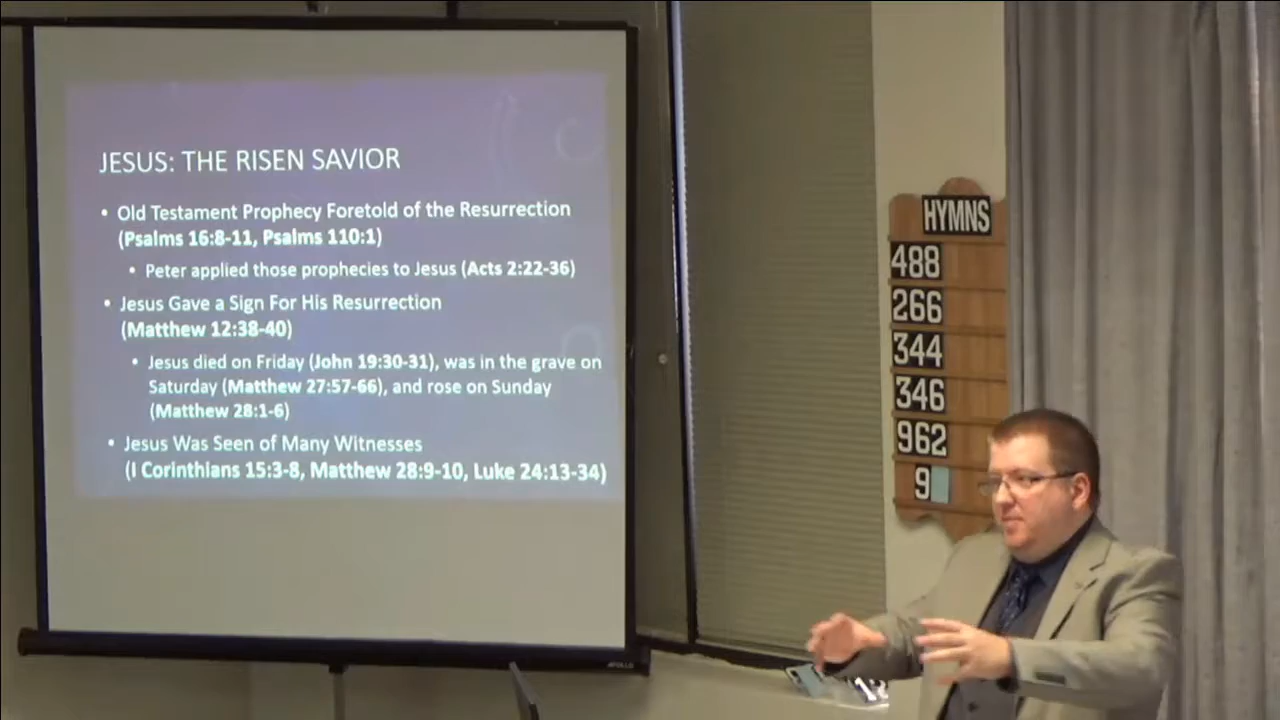 JESUS: THE RISEN SAVIOR
• Old Testament Prophecy Foretold of the Resurrection
(Psalms 16:8-11, Psalms 110:1)
• Peter applied those prophecies to Jesus (Acts 2:22-36)
• Jesus Gave a Sign For His Resurrection
(Matthew 12:38-40)
• Jesus died on Friday (John 19:30-31), was in the grave on
Saturday (Matthew 27:57-66), and rose on Sunday
(Matthew 28:1-6)
• Jesus Was Seen of Many Witnesses
(I Corinthians 15:3-8, Matthew 28:9-10, Luke 24:13-34)
APOLLO
HYMNS
488
266
344
346
962
9